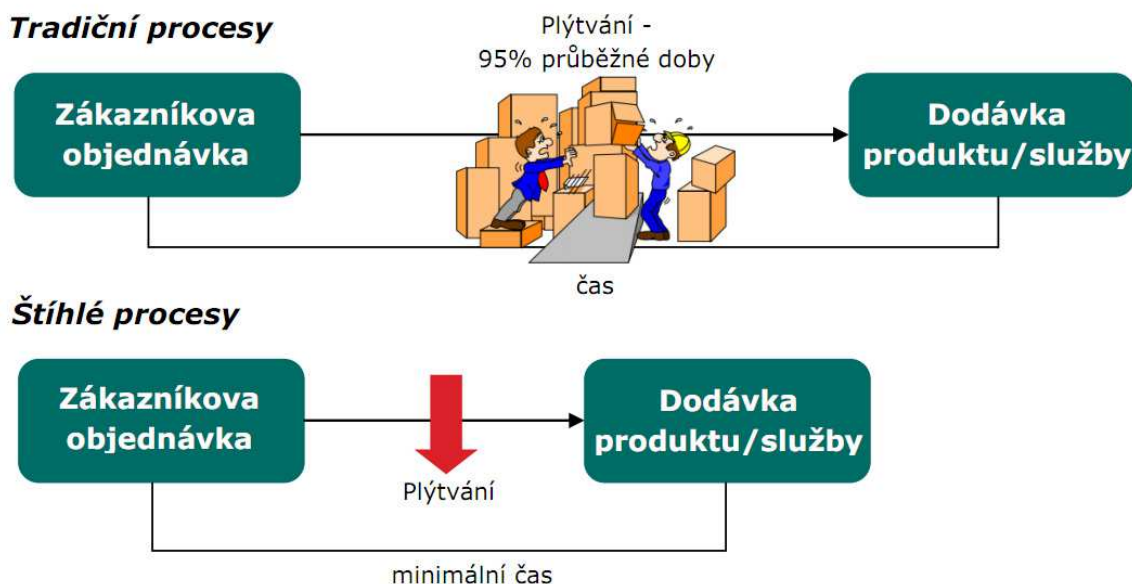 Tradiční procesy
Plýtvání -
95% průběžné doby
Zákazníkova
objednávka
Dodávka
produktu/služby
čas
Štíhlé procesy
Zákazníkova
objednávka
Dodávka
produktu/služby
Plýtvání
minimální čas